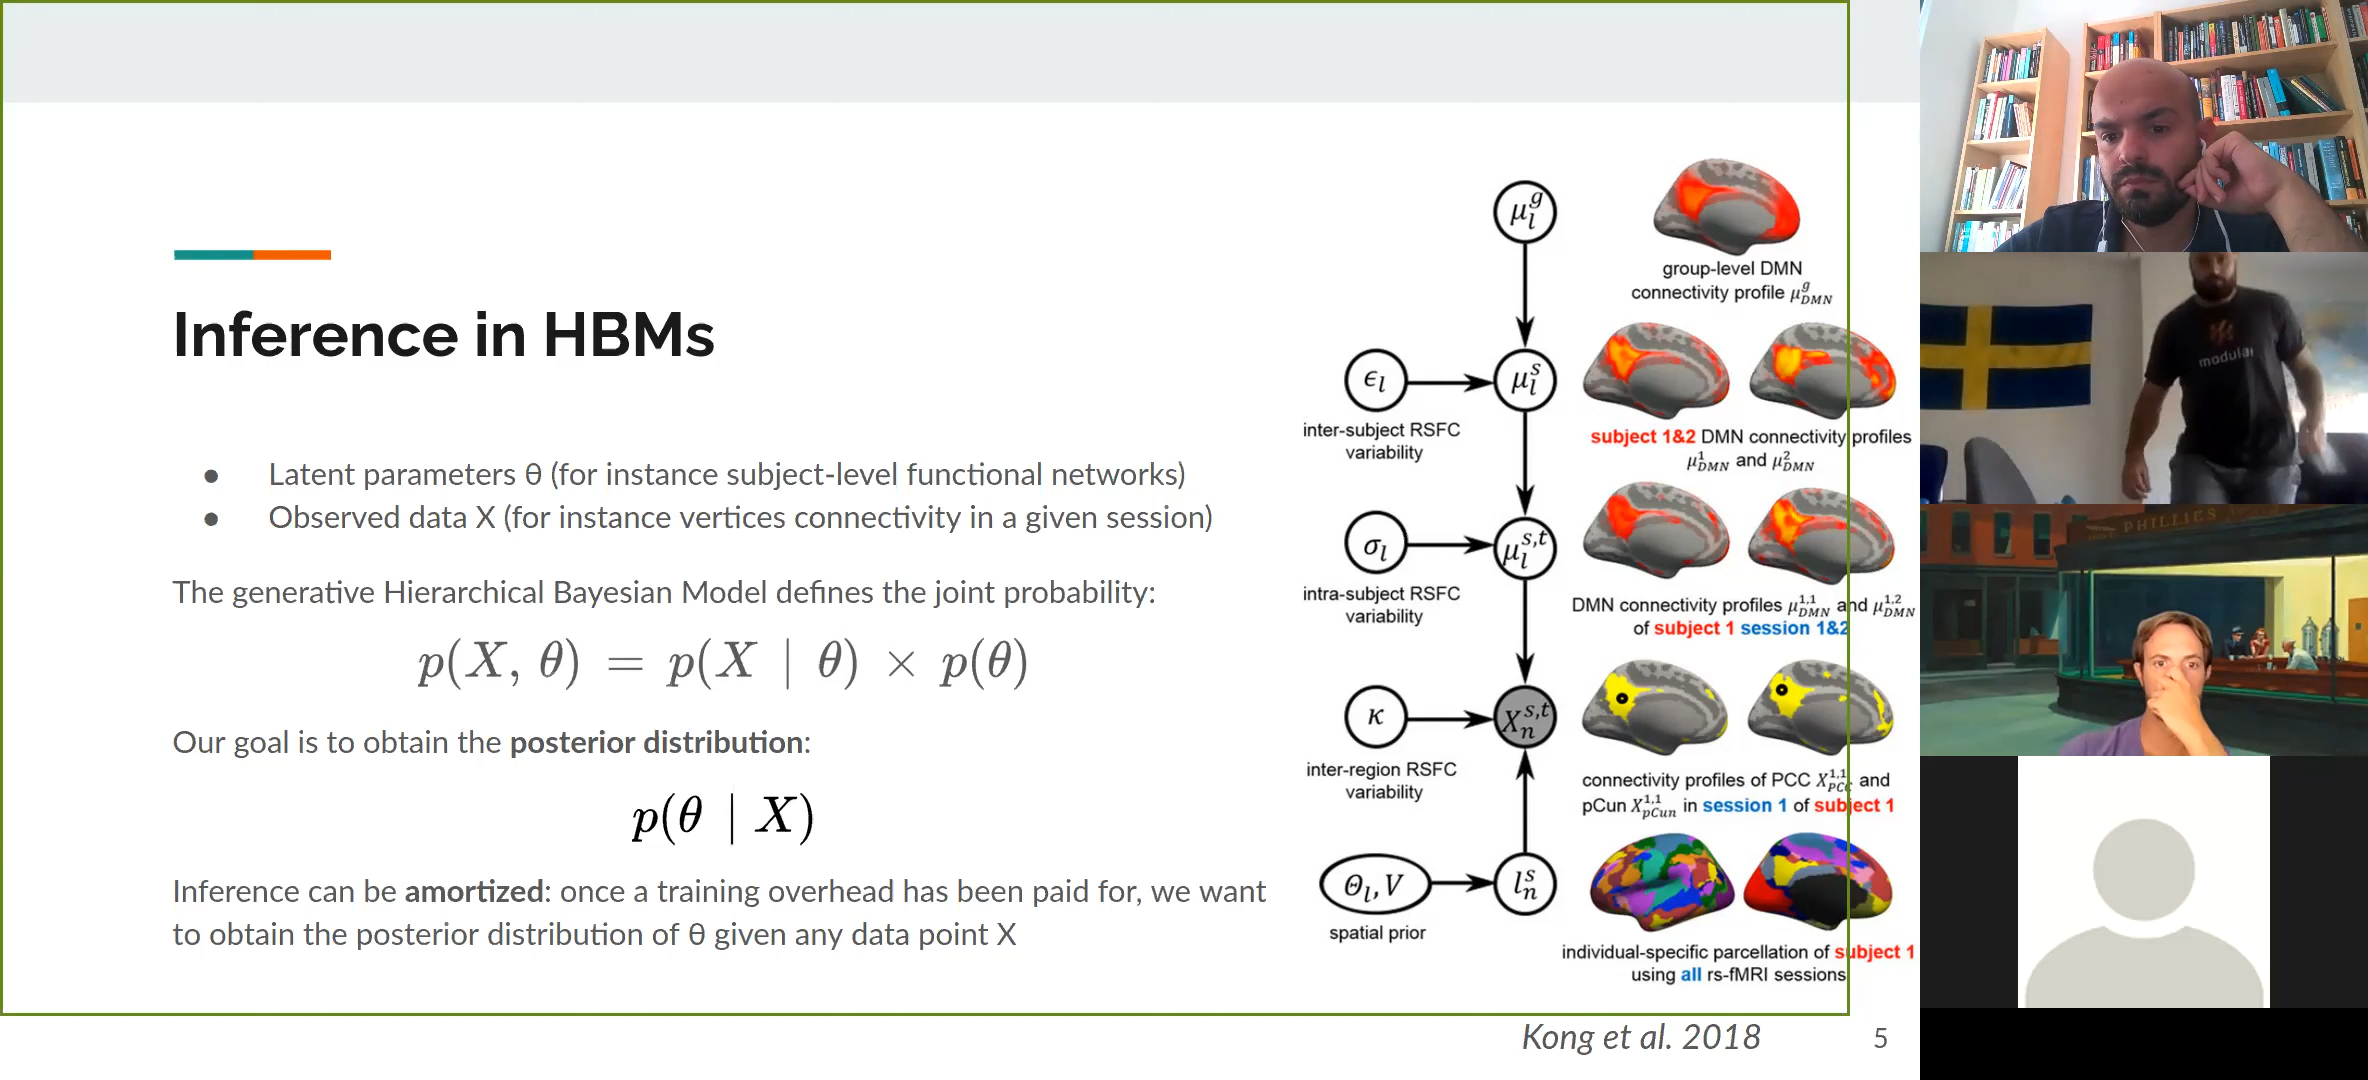 Inference in HBMs
● Latent parameters θ (for instance subject-level functional networks)
● Observed data X (for instance vertices connectivity in a given session)
The generative Hierarchical Bayesian Model defines the joint probability:
p(X, θ) = p(X | θ) × p(θ)
Our goal is to obtain the posterior distribution:
p(θ | X)
Inference can be amortized: once a training overhead has been paid for, we want
to obtain the posterior distribution of θ given any data point X
μ_l^g
group-level DMN
connectivity profile μ_DMN^g
ϵ_l
μ_l^s
inter-subject RSFC
variability
subject 1&2 DMN connectivity profiles
μ_DMN^1 and μ_DMN^2
σ_l
μ_l^{s,t}
intra-subject RSFC
variability
DMN connectivity profiles μ_DMN^{1,1} and μ_DMN^{1,2}
of subject 1 session 1&2
κ
X_n^{s,t}
inter-region RSFC
variability
connectivity profiles of PCC X_PCC^{1,1} and
pCun X_pCun^{1,1} in session 1 of subject 1
Θ_l, V
l_n^s
spatial prior
individual-specific parcellation of subject 1
using all rs-fMRI sessions
Kong et al. 2018
5
modular
PHILLIES